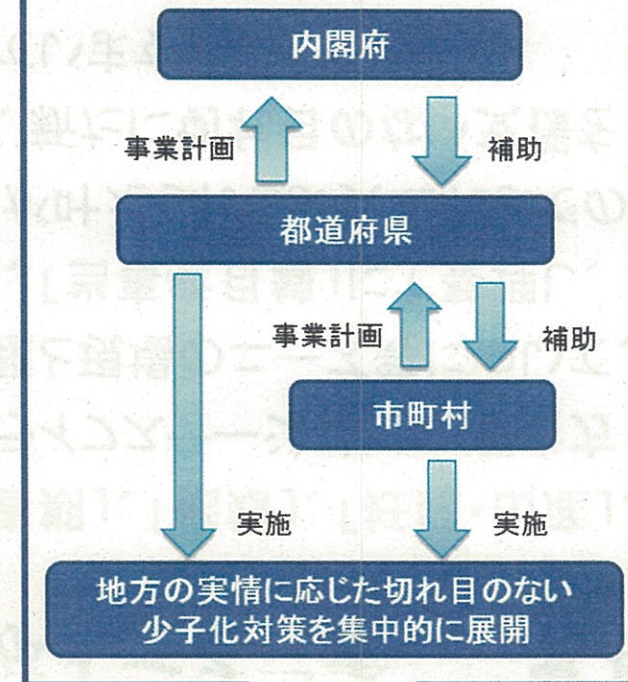 内閣府
事業計画
補助
都道府県
事業計画
補助
市町村
実施
実施
地方の実情に応じた切れ目のない
少子化対策を集中的に展開